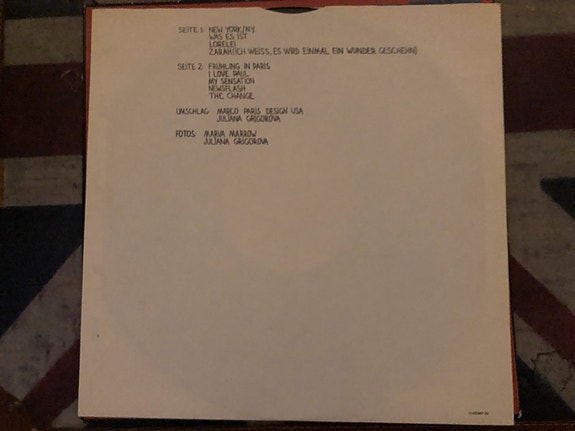 SEITE 1: NEW YORK/N.Y.
WAS ES IST
LORELEI
ZARAH (ICH WEISS, ES WIRD EINMAL EIN WUNDER GESCHEHN)
SEITE 2: FRÜHLING IN PARIS
I LOVE PAUL
MY SENSATION
NEWSFLASH
THE CHANGE
UMSCHLAG: MARCO PARIS DESIGN USA
JULIANA GRIGOROVA
FOTOS: MARIA MARROW
JULIANA GRIGOROVA